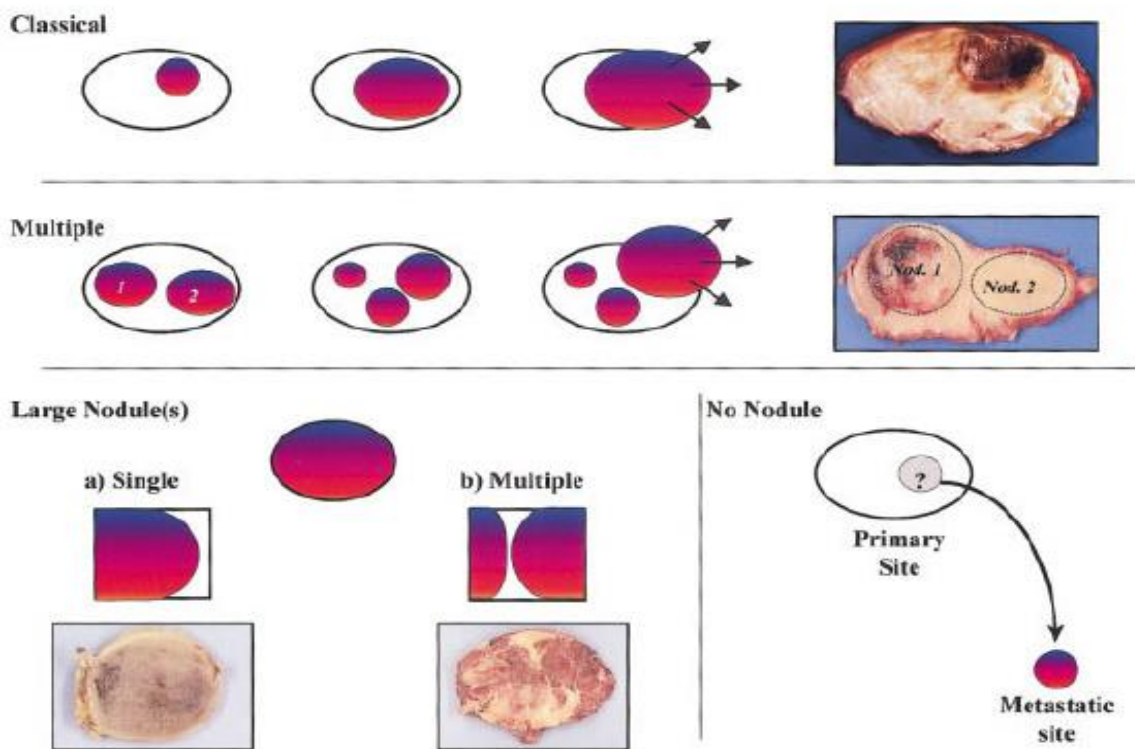 Classical
Multiple
1
2
Nod. 1
Nod. 2
Large Nodule(s)
a) Single
b) Multiple
No Nodule
?
Primary
Site
Metastatic
site